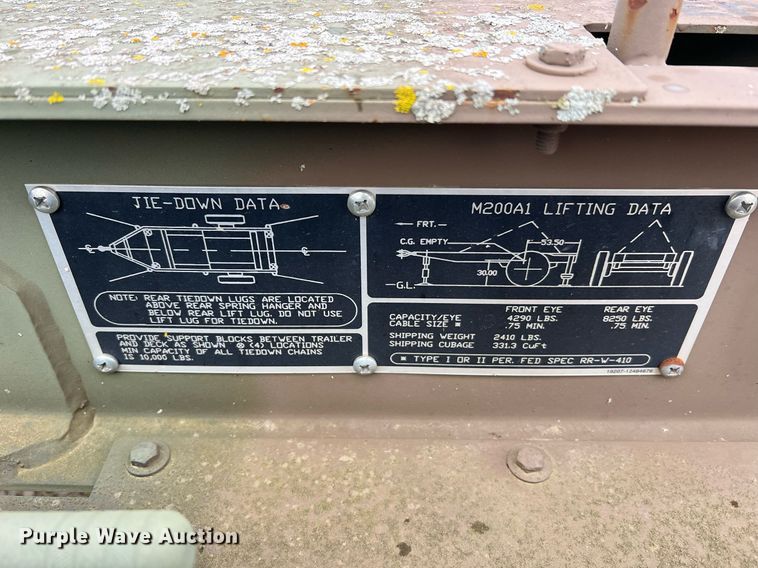 JIE-DOWN DATA
NOTE: REAR TIEDOWN LUGS ARE LOCATED
ABOVE REAR SPRING HANGER AND
BELOW REAR LIFT LUG. DO NOT USE
LIFT LUG FOR TIEDOWN.
PROVIDE SUPPORT BLOCKS BETWEEN TRAILER
AND DECK AS SHOWN ⊗ (4) LOCATIONS
MIN CAPACITY OF ALL TIEDOWN CHAINS
IS 10,000 LBS.
M200A1 LIFTING DATA
FRT.
C.G. EMPTY
53.50
30.00
G.L.
FRONT EYE REAR EYE
CAPACITY/EYE 4290 LBS. 8250 LBS.
CABLE SIZE ■ .75 MIN. .75 MIN.
SHIPPING WEIGHT 2410 LBS.
SHIPPING CUBAGE 331.3 CuFt
■ TYPE I OR II PER. FED SPEC RR-W-410
Purple Wave Auction